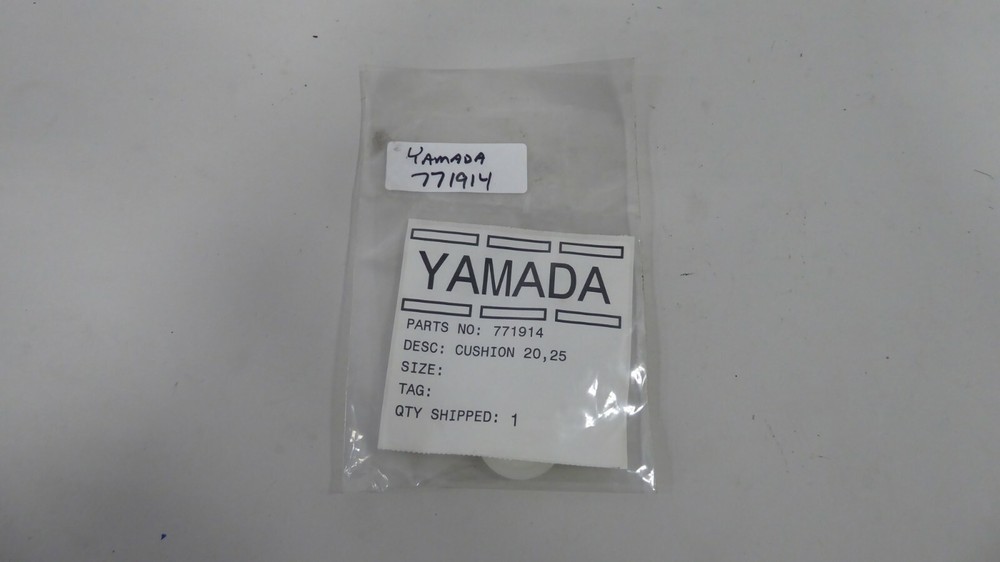 YAMADA
771914
YAMADA
PARTS NO: 771914
DESC: CUSHION 20,25
SIZE:
TAG:
QTY SHIPPED: 1